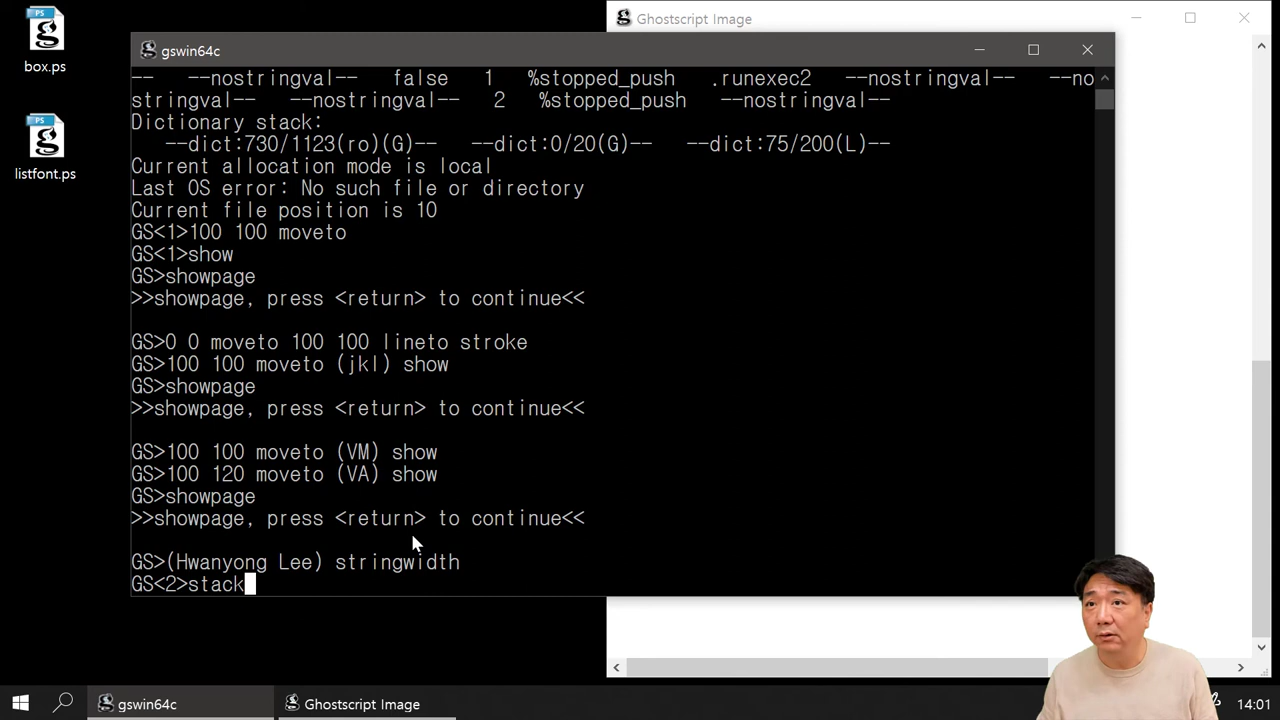 box.ps
listfont.ps
Ghostscript Image
gswin64c
-- --nostringval-- false 1 %stopped_push .runexec2 --nostringval-- --no
stringval-- --nostringval-- 2 %stopped_push --nostringval--
Dictionary stack:
--dict:730/1123(ro)(G)-- --dict:0/20(G)-- --dict:75/200(L)--
Current allocation mode is local
Last OS error: No such file or directory
Current file position is 10
GS<1>100 100 moveto
GS<1>show
GS>showpage
>>showpage, press <return> to continue<<
GS>0 0 moveto 100 100 lineto stroke
GS>100 100 moveto (jkl) show
GS>showpage
>>showpage, press <return> to continue<<
GS>100 100 moveto (VM) show
GS>100 120 moveto (VA) show
GS>showpage
>>showpage, press <return> to continue<<
GS>(Hwanyong Lee) stringwidth
GS<2>stack
gswin64c
Ghostscript Image
14:01